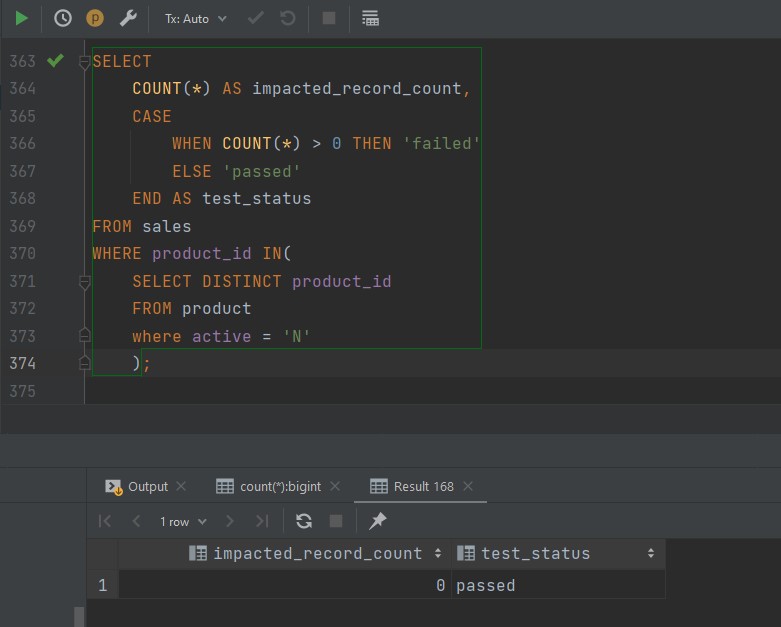 p Tx: Auto
363 SELECT
364 COUNT(*) AS impacted_record_count,
365 CASE
366 WHEN COUNT(*) > 0 THEN 'failed'
367 ELSE 'passed'
368 END AS test_status
369 FROM sales
370 WHERE product_id IN(
371 SELECT DISTINCT product_id
372 FROM product
373 where active = 'N'
374 );
375
Output count(*):bigint Result 168
1 row
impacted_record_count test_status
1 0 passed